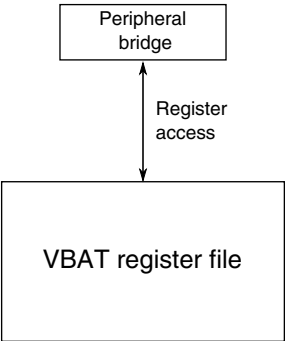 Peripheral
bridge
Register
access
VBAT register file